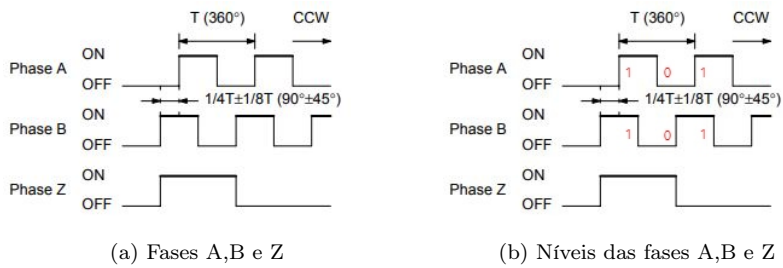 T (360°) CCW
ON
Phase A
OFF
1/4T±1/8T (90°±45°)
ON
Phase B
OFF
ON
Phase Z
OFF
(a) Fases A,B e Z
T (360°) CCW
ON
Phase A
1 0 1
OFF
1/4T±1/8T (90°±45°)
ON
Phase B
1 0 1
OFF
ON
Phase Z
OFF
(b) Níveis das fases A,B e Z